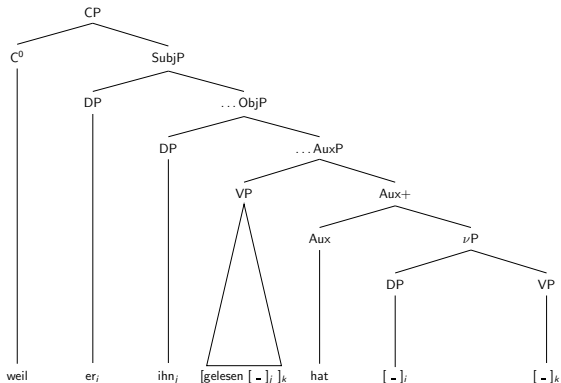 CP
C⁰ SubjP
DP ...ObjP
DP ...AuxP
VP Aux+
Aux νP
DP VP
weil erᵢ ihnⱼ [gelesen [ - ]ⱼ ]ₖ hat [ - ]ᵢ [ - ]ₖ